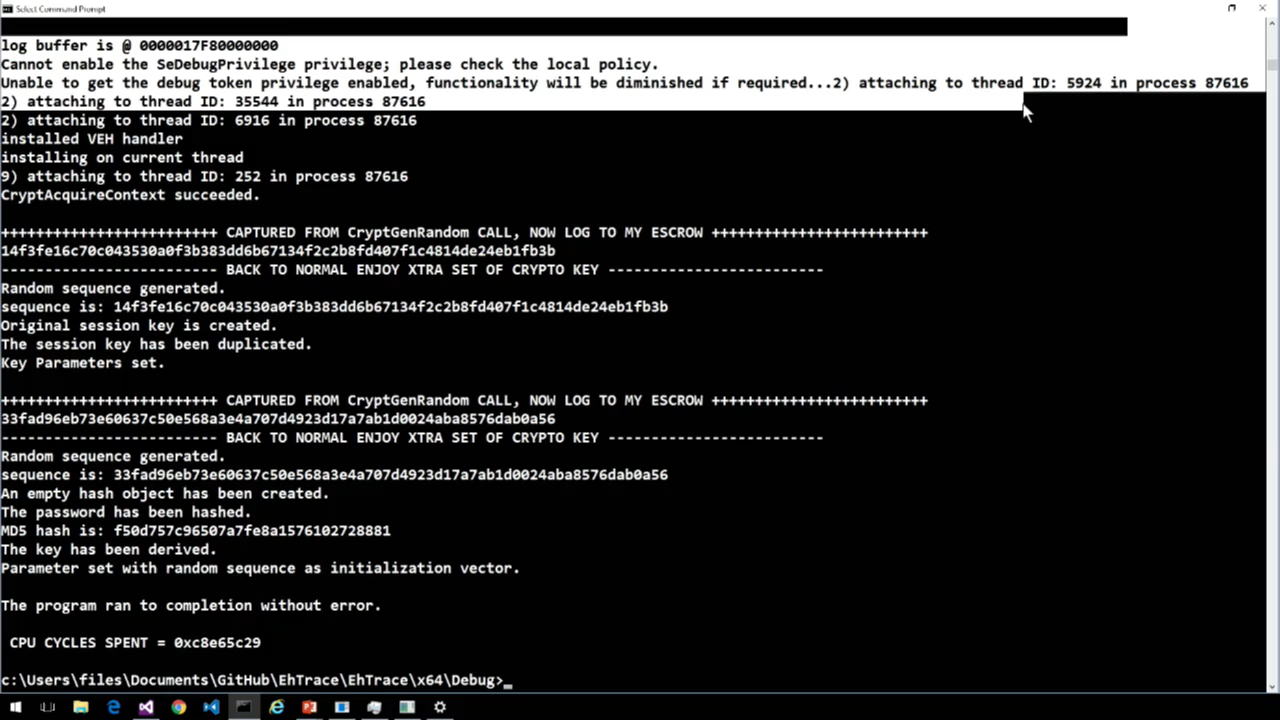 Select Command Prompt
log buffer is @ 0000017F80000000
Cannot enable the SeDebugPrivilege privilege; please check the local policy.
Unable to get the debug token privilege enabled, functionality will be diminished if required...2) attaching to thread ID: 5924 in process 87616
2) attaching to thread ID: 35544 in process 87616
2) attaching to thread ID: 6916 in process 87616
installed VEH handler
installing on current thread
9) attaching to thread ID: 252 in process 87616
CryptAcquireContext succeeded.
+++++++++++++++++++++++++ CAPTURED FROM CryptGenRandom CALL, NOW LOG TO MY ESCROW +++++++++++++++++++++++++
14f3fe16c70c043530a0f3b383dd6b67134f2c2b8fd407f1c4814de24eb1fb3b
------------------------- BACK TO NORMAL ENJOY XTRA SET OF CRYPTO KEY -------------------------
Random sequence generated.
sequence is: 14f3fe16c70c043530a0f3b383dd6b67134f2c2b8fd407f1c4814de24eb1fb3b
Original session key is created.
The session key has been duplicated.
Key Parameters set.
+++++++++++++++++++++++++ CAPTURED FROM CryptGenRandom CALL, NOW LOG TO MY ESCROW +++++++++++++++++++++++++
33fad96eb73e60637c50e568a3e4a707d4923d17a7ab1d0024aba8576dab0a56
------------------------- BACK TO NORMAL ENJOY XTRA SET OF CRYPTO KEY -------------------------
Random sequence generated.
sequence is: 33fad96eb73e60637c50e568a3e4a707d4923d17a7ab1d0024aba8576dab0a56
An empty hash object has been created.
The password has been hashed.
MD5 hash is: f50d757c96507a7fe8a1576102728881
The key has been derived.
Parameter set with random sequence as initialization vector.
The program ran to completion without error.
CPU CYCLES SPENT = 0xc8e65c29
c:\Users\files\Documents\GitHub\EhTrace\EhTrace\x64\Debug>_